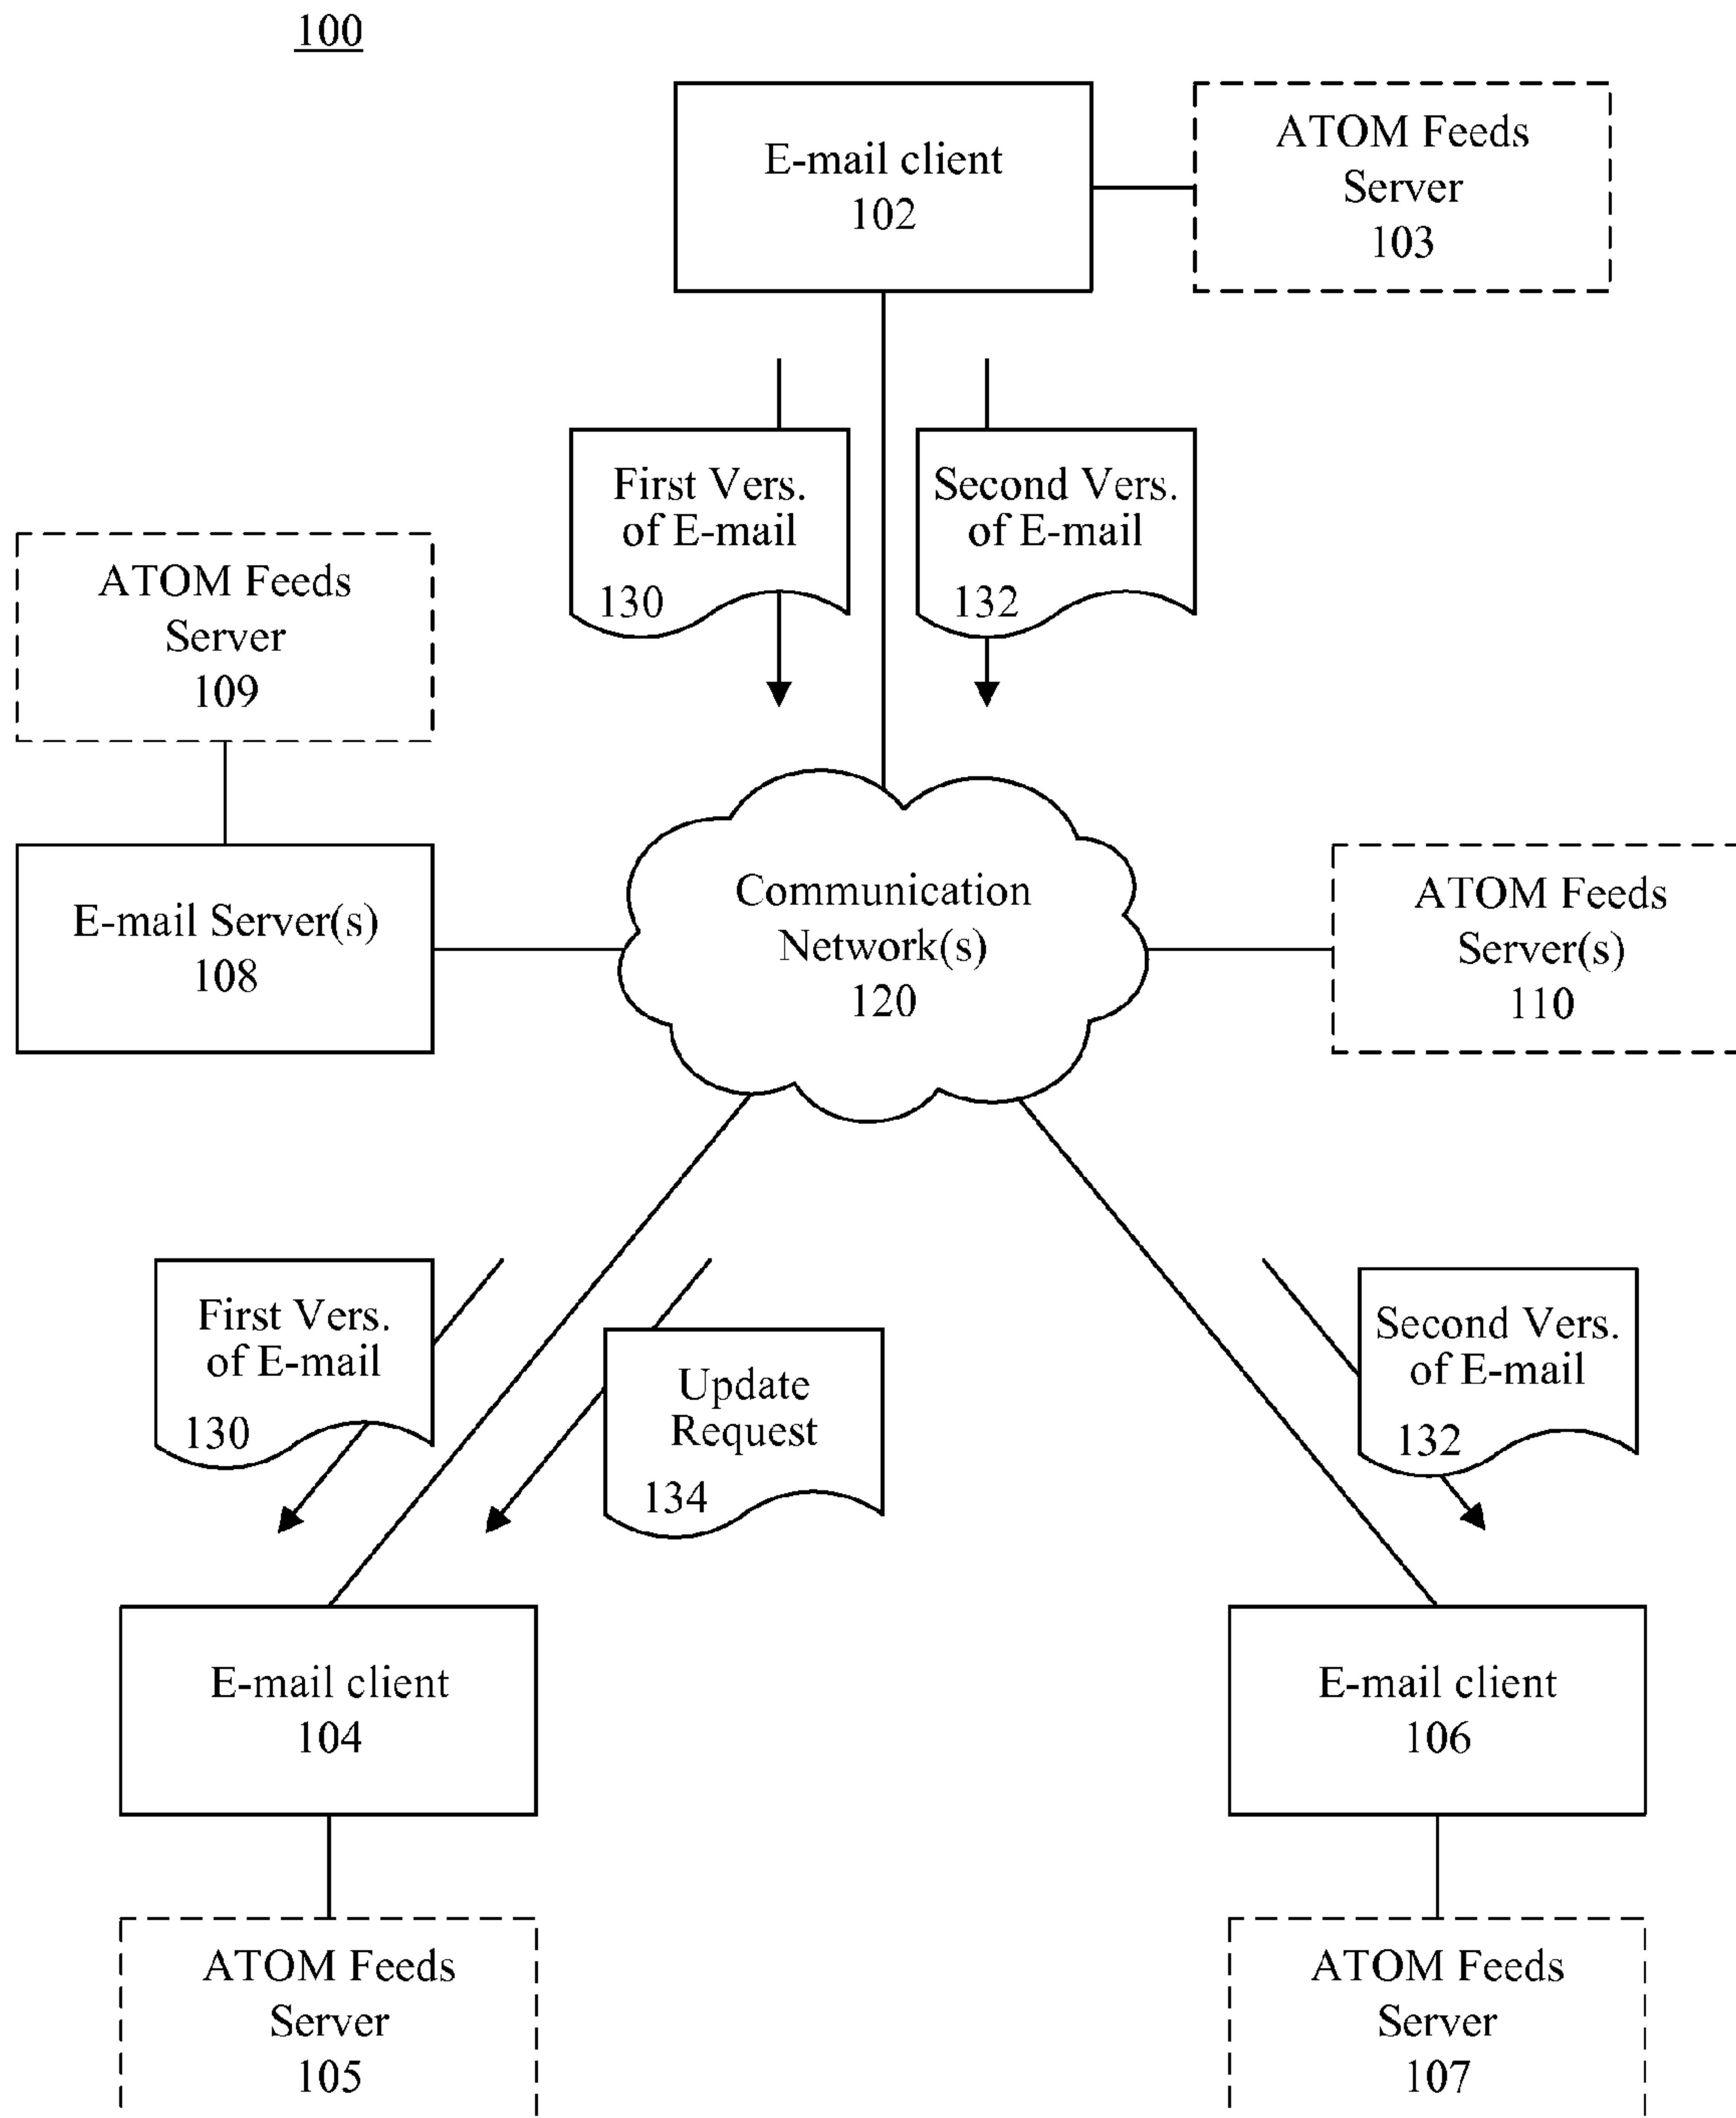 100
E-mail client
102
ATOM Feeds
Server
103
First Vers.
of E-mail
130
Second Vers.
of E-mail
132
ATOM Feeds
Server
109
E-mail Server(s)
108
Communication
Network(s)
120
ATOM Feeds
Server(s)
110
First Vers.
of E-mail
130
Update
Request
134
Second Vers.
of E-mail
132
E-mail client
104
E-mail client
106
ATOM Feeds
Server
105
ATOM Feeds
Server
107